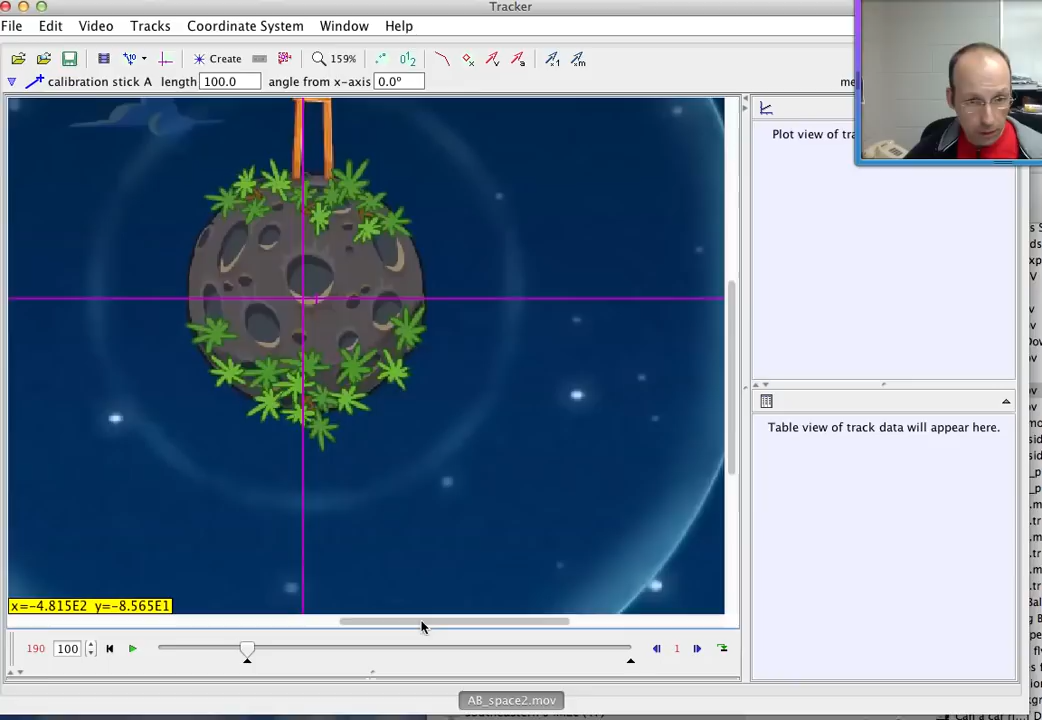 Tracker
File Edit Video Tracks Coordinate System Window Help
Create 159%
calibration stick A length 100.0 angle from x-axis 0.0°
Plot view of
Table view of track data will appear here.
x=-4.815E2 y=-8.565E1
190 100 1
AB_space2.mov